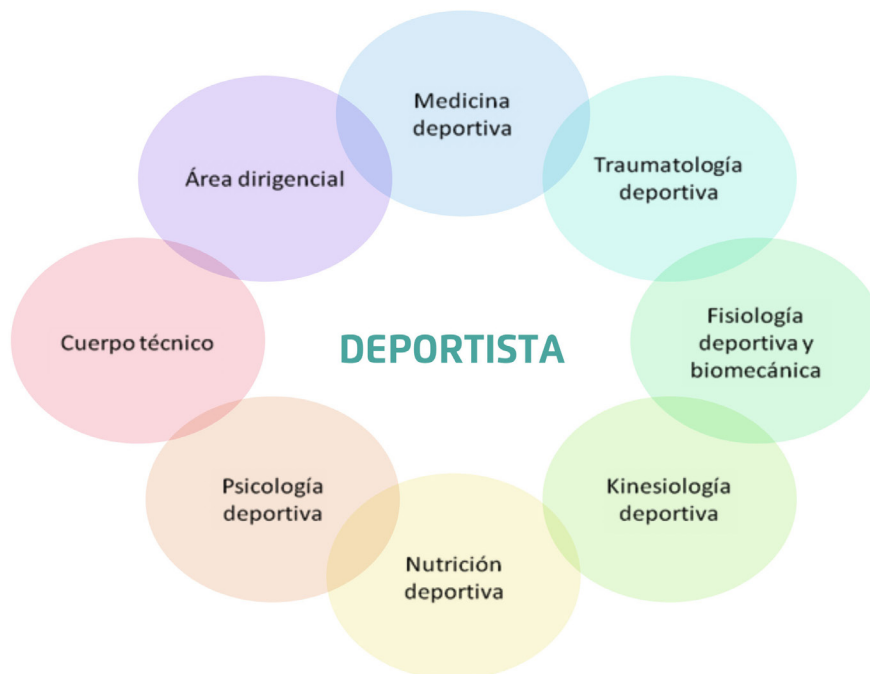 Medicina
deportiva
Traumatología
deportiva
Fisiología
deportiva y
biomecánica
Kinesiología
deportiva
Nutrición
deportiva
Psicología
deportiva
Cuerpo técnico
Área dirigencial
DEPORTISTA